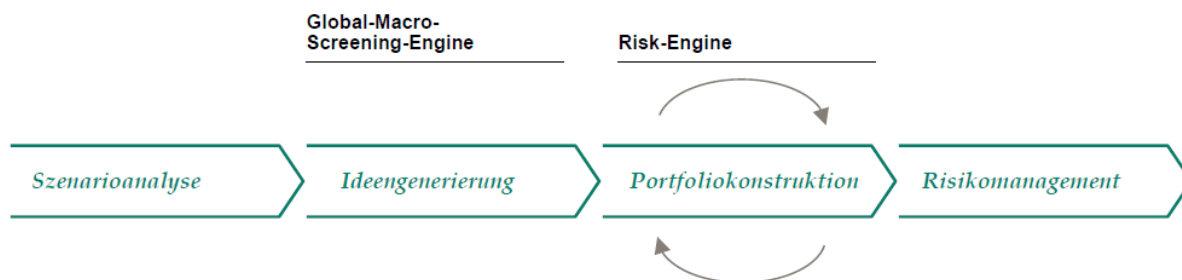 Global-Macro-
Screening-Engine
Risk-Engine
Szenarioanalyse
Ideengenerierung
Portfoliokonstruktion
Risikomanagement